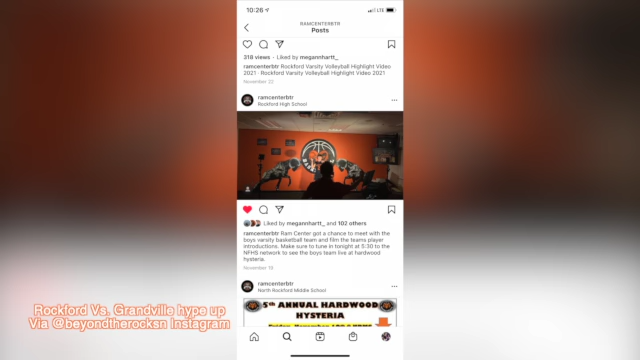 10:26
LTE
RAMCENTERBTR
Posts
318 views · Liked by megannhartt_
ramcenterbtr Rockford Varsity Volleyball Highlight Video
2021 · Rockford Varsity Volleyball Highlight Video 2021
November 23
ramcenterbtr
Rockford High School
Liked by megannhartt_ and 102 others
ramcenterbtr Ram Center got a chance to meet with the
boys varsity basketball team and film the teams player
introductions. Make sure to tune in tonight at 5:30 to the
NFHS network to see the boys team live at hardwood
hysteria.
November 19
ramcenterbtr
North Rockford Middle School
5th ANNUAL HARDWOOD
HYSTERIA
Rockford Vs. Grandville hype up
Via @beyondtherocksn Instagram